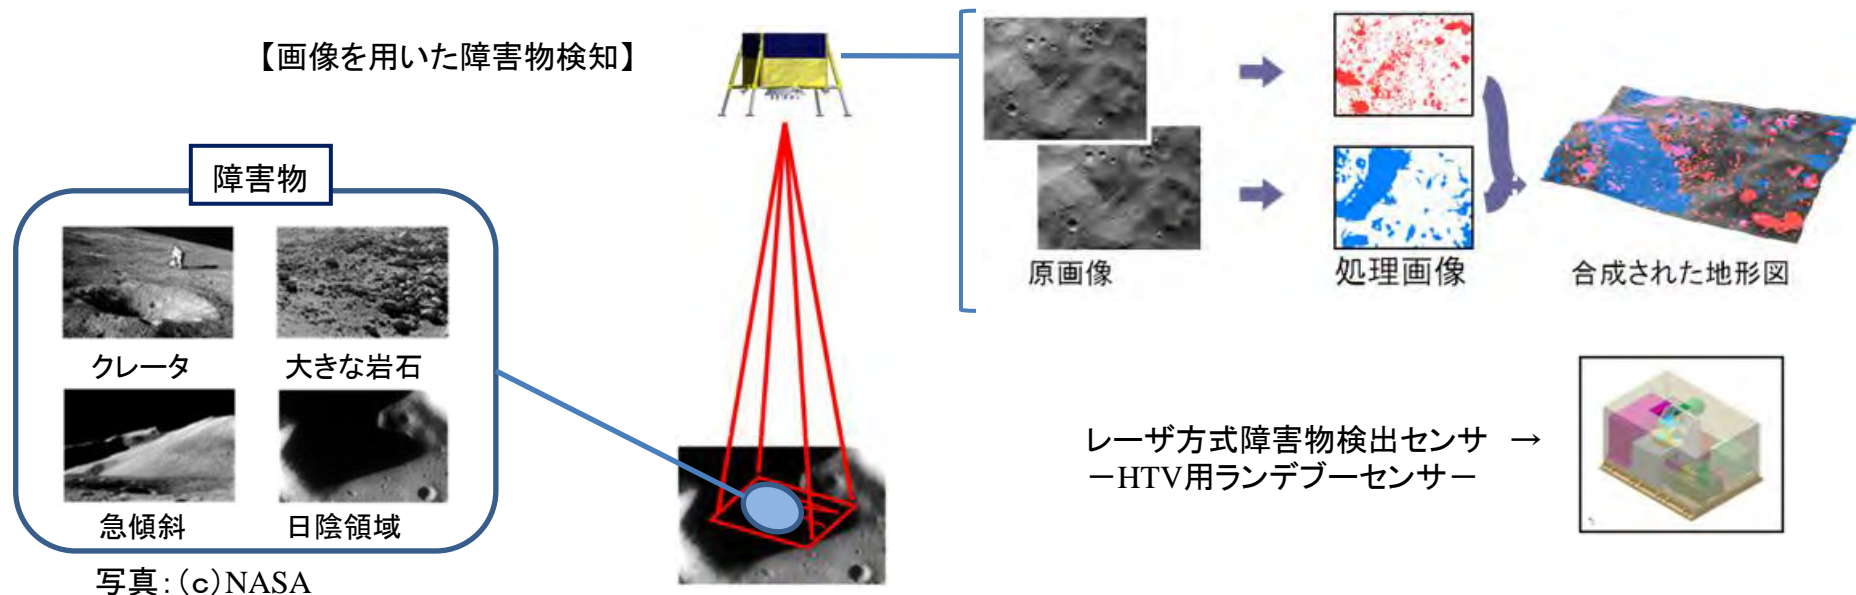 【画像を用いた障害物検知】
障害物
クレータ
大きな岩石
急傾斜
日陰領域
写真:(c)NASA
原画像
処理画像
合成された地形図
レーザ方式障害物検出センサ →
-HTV用ランデブーセンサ-